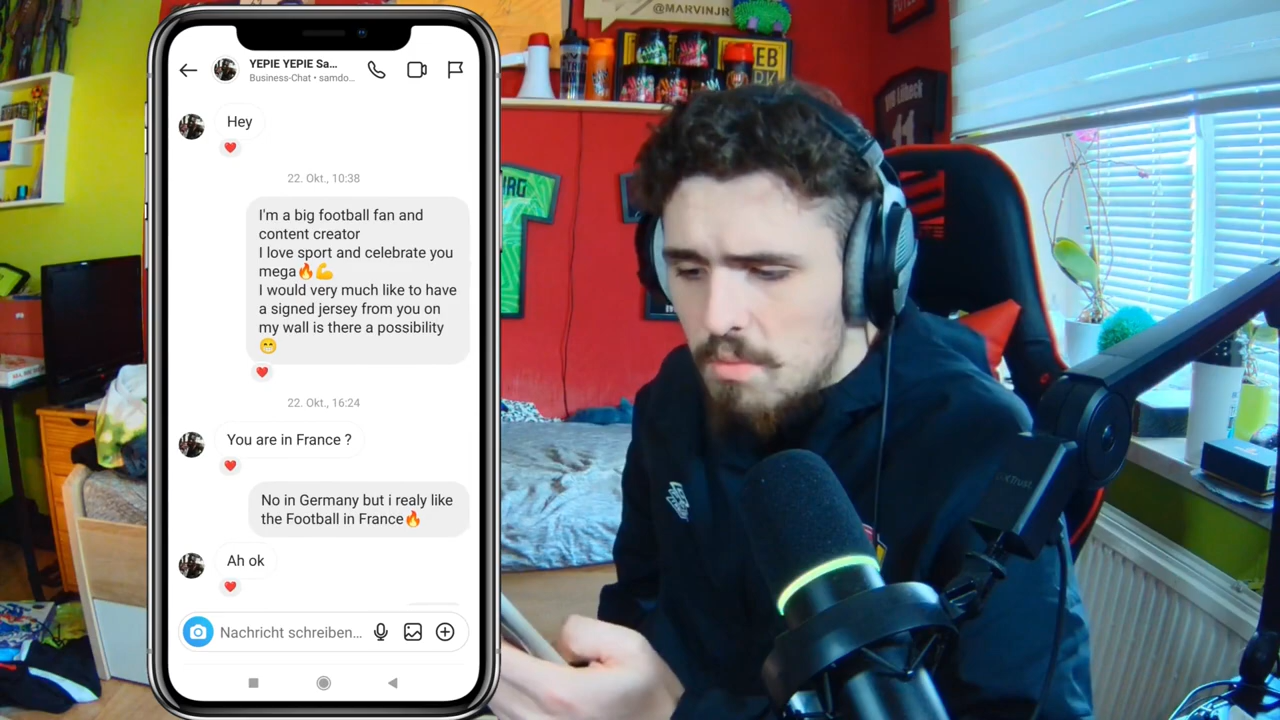 YEPIE YEPIE Sa...
Business-Chat • samdo...
Hey
22. Okt., 10:38
I'm a big football fan and
content creator
I love sport and celebrate you
mega🔥💪
I would very much like to have
a signed jersey from you on
my wall is there a possibility
😁
22. Okt., 16:24
You are in France ?
No in Germany but i realy like
the Football in France🔥
Ah ok
Nachricht schreiben...
@MARVINJR
11